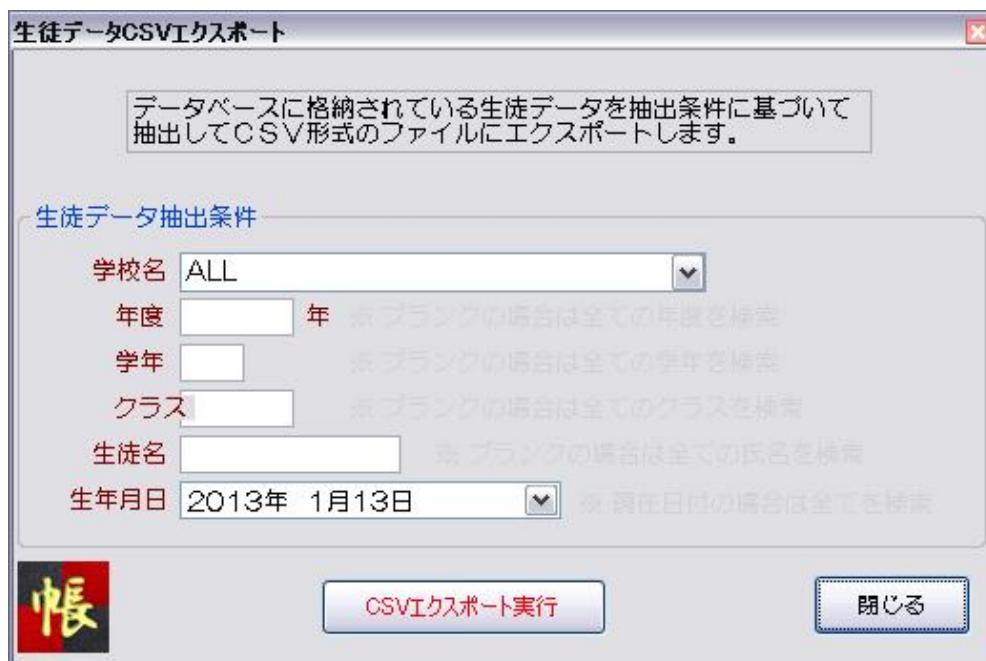 生徒データCSVエクスポート
データベースに格納されている生徒データを抽出条件に基づいて
抽出してCSV形式のファイルにエクスポートします。
生徒データ抽出条件
学校名 ALL
年度 年 ※ ブランクの場合は全ての年度を検索
学年 ※ ブランクの場合は全ての学年を検索
クラス ※ ブランクの場合は全てのクラスを検索
生徒名 ※ ブランクの場合は全ての氏名を検索
生年月日 2013年 1月13日 ※ 現在日付の場合は全てを検索
帳 CSVエクスポート実行 閉じる